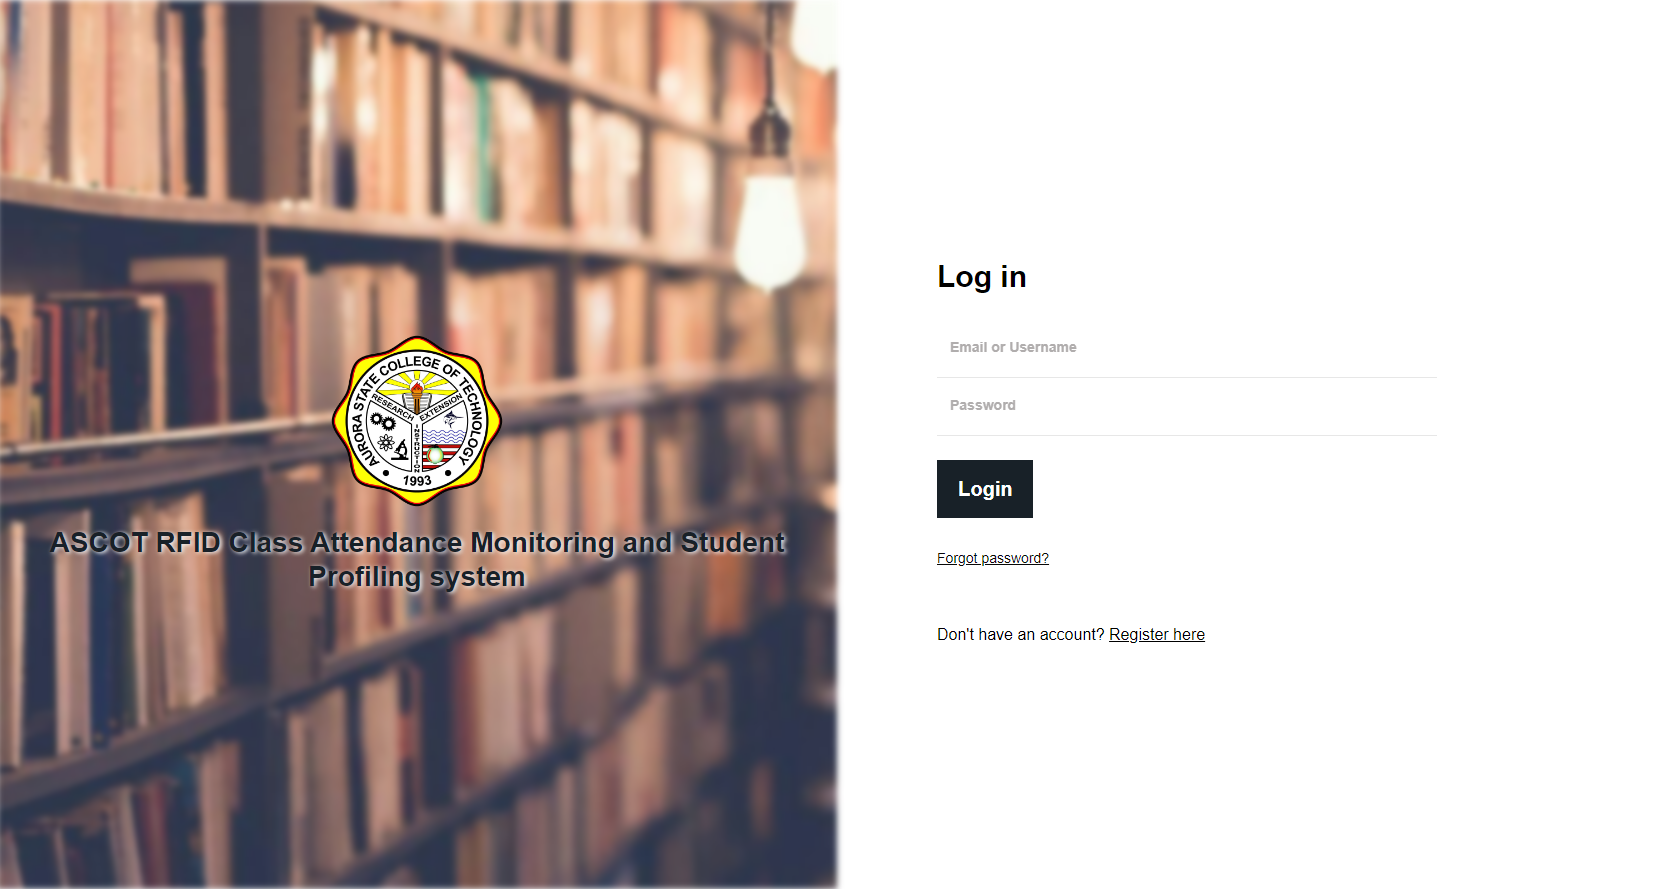 AURORA STATE COLLEGE OF TECHNOLOGY
RESEARCH
EXTENSION
INSTRUCTION
1993
ASCOT RFID Class Attendance Monitoring and Student
Profiling system
Log in
Email or Username
Password
Login
Forgot password?
Don't have an account? Register here